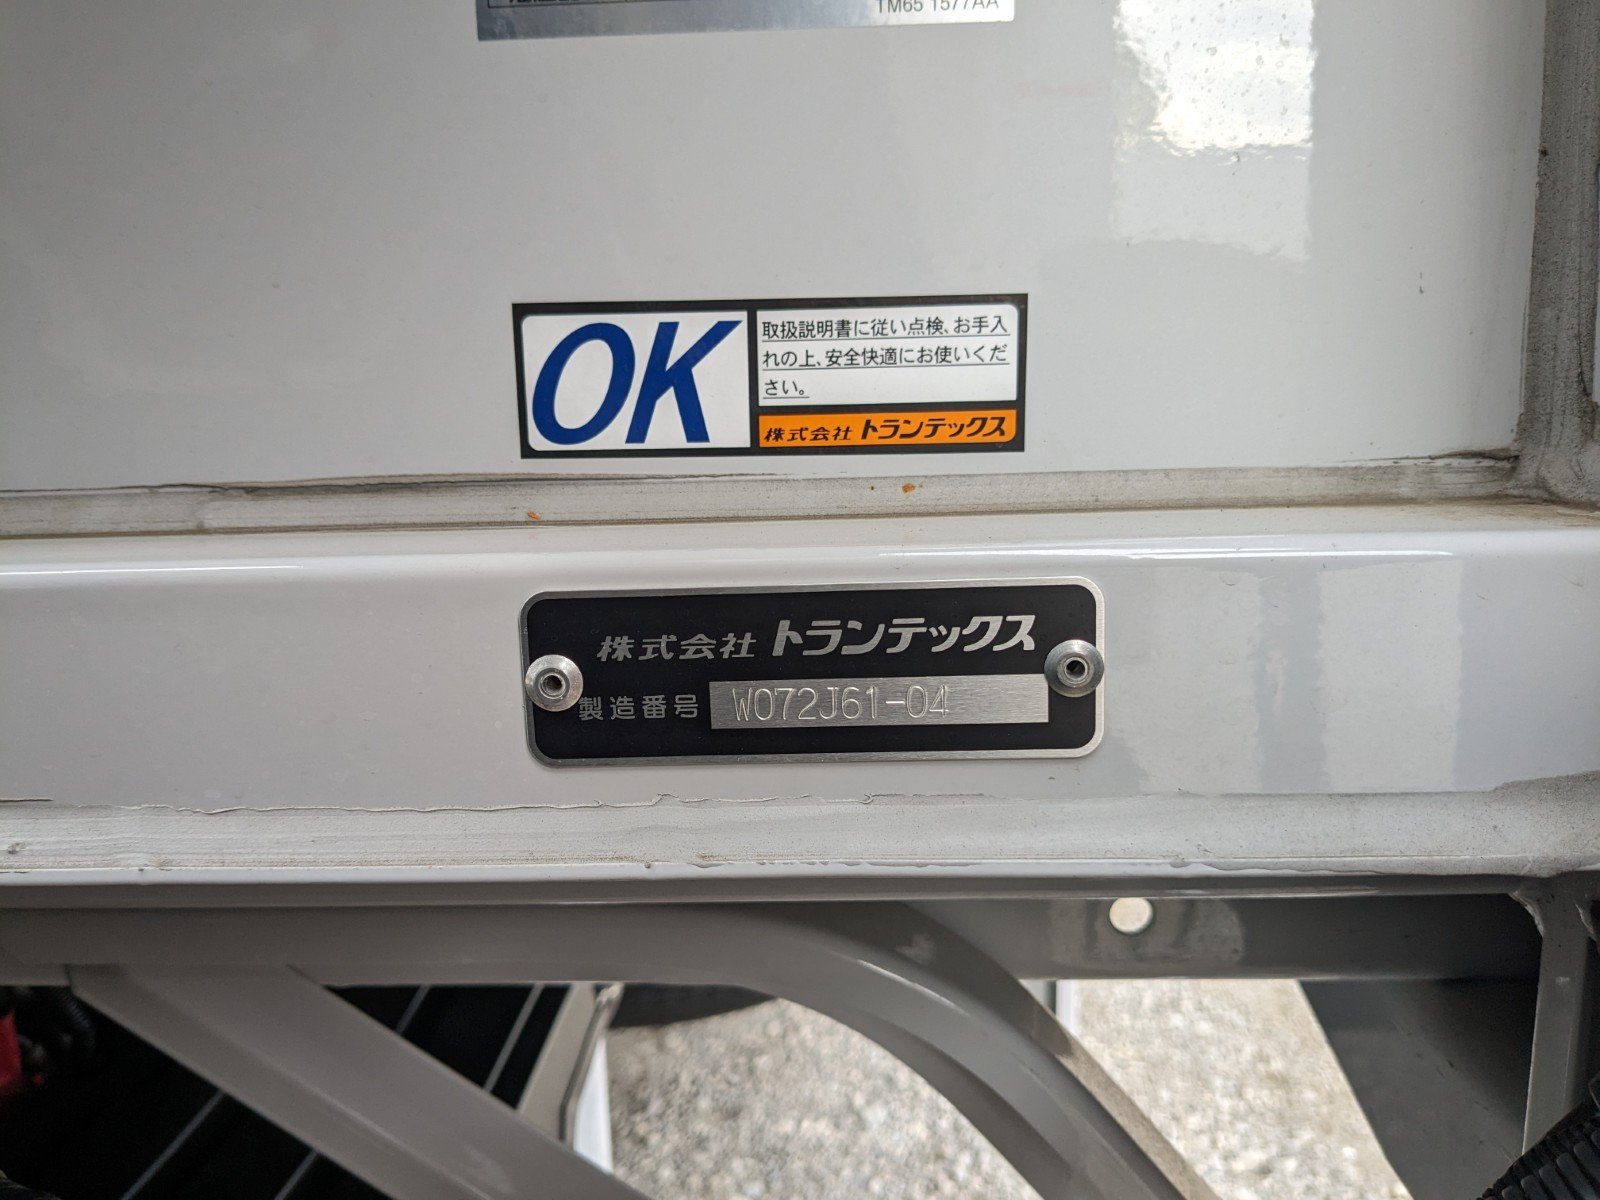 TM65 1577AA
OK
取扱説明書に従い点検、お手入
れの上、安全快適にお使いくだ
さい。
株式会社 トランテックス
株式会社 トランテックス
製造番号 W072J61-04